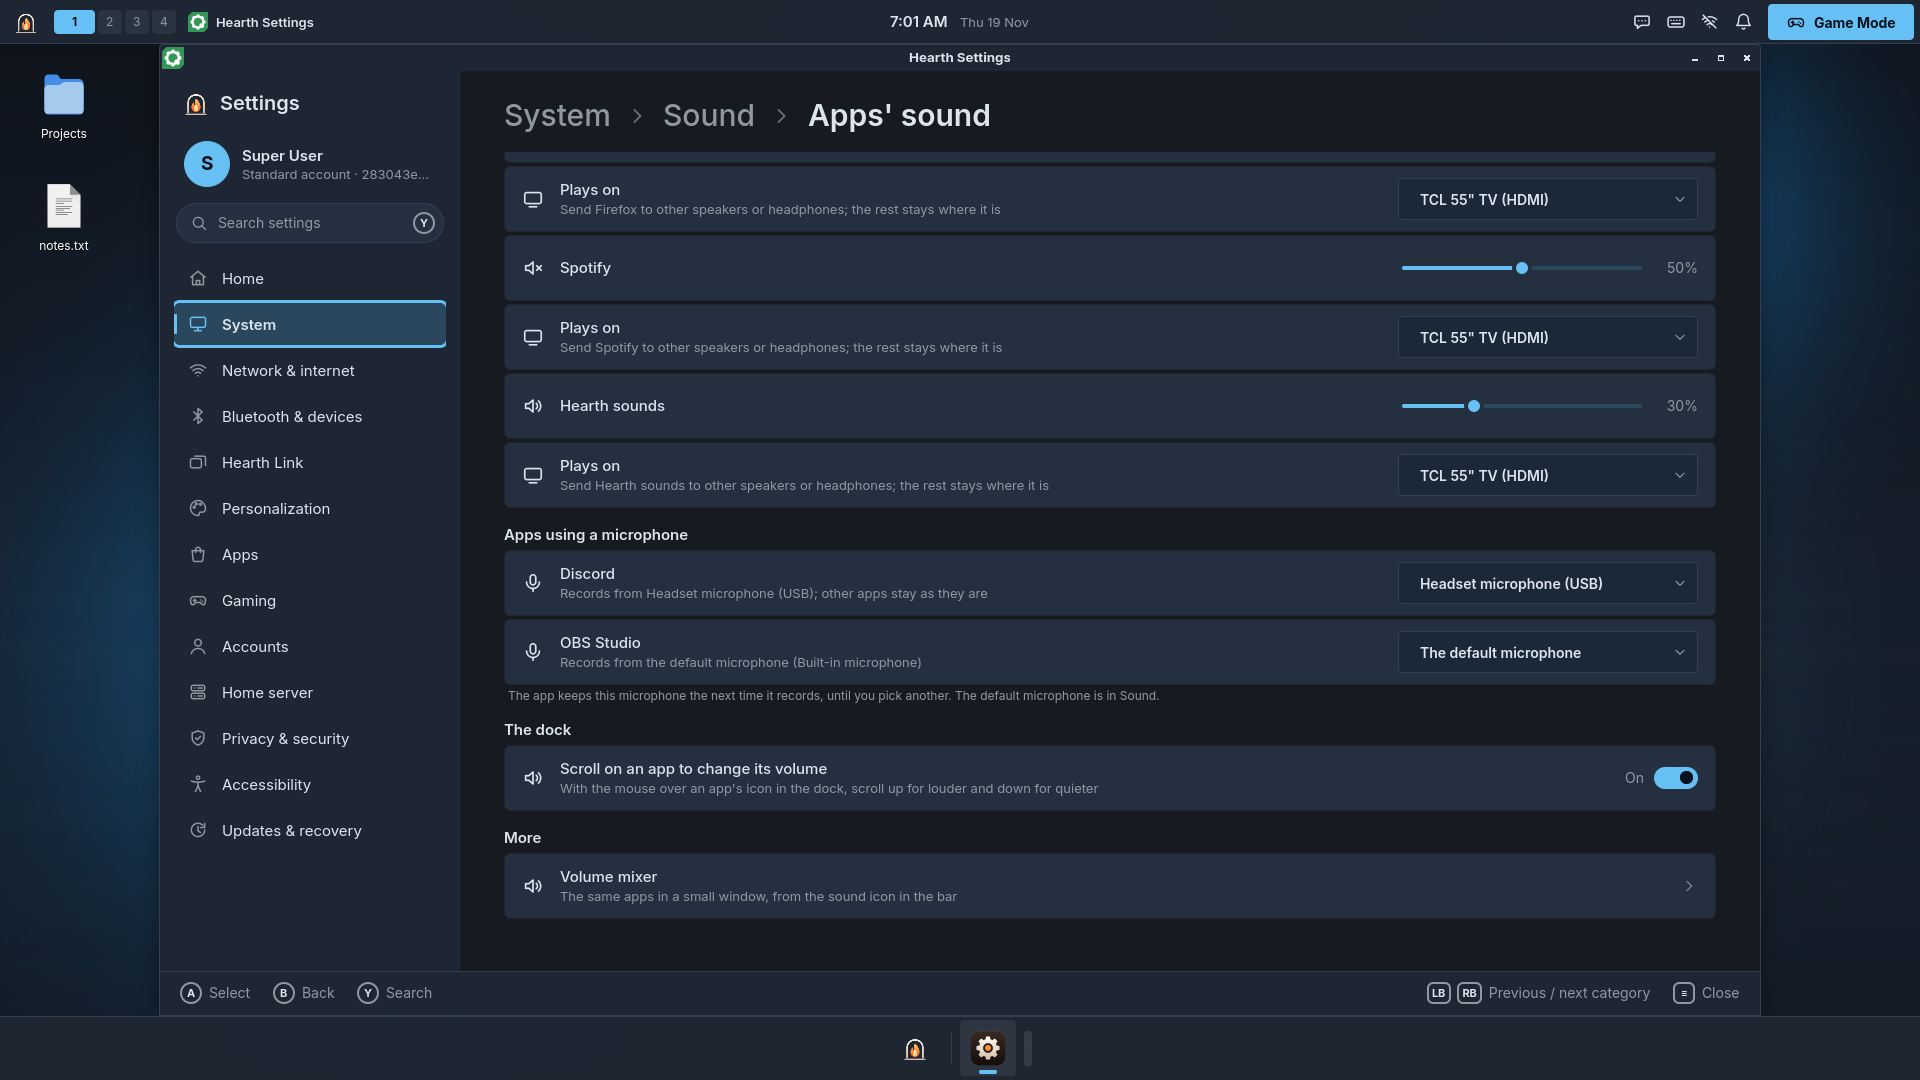 1 2 3 4 Hearth Settings
7:01 AM Thu 19 Nov
Game Mode
Hearth Settings
Projects
notes.txt
Settings
S
Super User
Standard account · 283043e...
Search settings Y
Home
System
Network & internet
Bluetooth & devices
Hearth Link
Personalization
Apps
Gaming
Accounts
Home server
Privacy & security
Accessibility
Updates & recovery
System > Sound > Apps' sound
Plays on
Send Firefox to other speakers or headphones; the rest stays where it is
TCL 55" TV (HDMI)
Spotify
50%
Plays on
Send Spotify to other speakers or headphones; the rest stays where it is
TCL 55" TV (HDMI)
Hearth sounds
30%
Plays on
Send Hearth sounds to other speakers or headphones; the rest stays where it is
TCL 55" TV (HDMI)
Apps using a microphone
Discord
Records from Headset microphone (USB); other apps stay as they are
Headset microphone (USB)
OBS Studio
Records from the default microphone (Built-in microphone)
The default microphone
The app keeps this microphone the next time it records, until you pick another. The default microphone is in Sound.
The dock
Scroll on an app to change its volume
With the mouse over an app's icon in the dock, scroll up for louder and down for quieter
On
More
Volume mixer
The same apps in a small window, from the sound icon in the bar
A Select B Back Y Search
LB RB Previous / next category Close